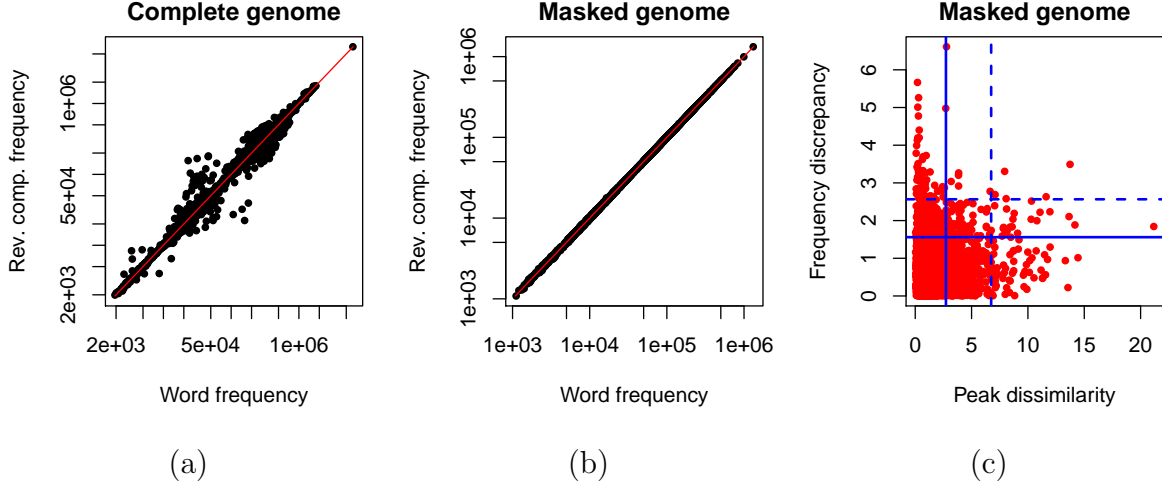 Complete genome
Rev. comp. frequency
2e+03 5e+04 1e+06
2e+03 5e+04 1e+06
Word frequency
(a)
Masked genome
Rev. comp. frequency
1e+03 1e+04 1e+05 1e+06
1e+03 1e+04 1e+05 1e+06
Word frequency
(b)
Masked genome
Frequency discrepancy
0 1 2 3 4 5 6
0 5 10 15 20
Peak dissimilarity
(c)